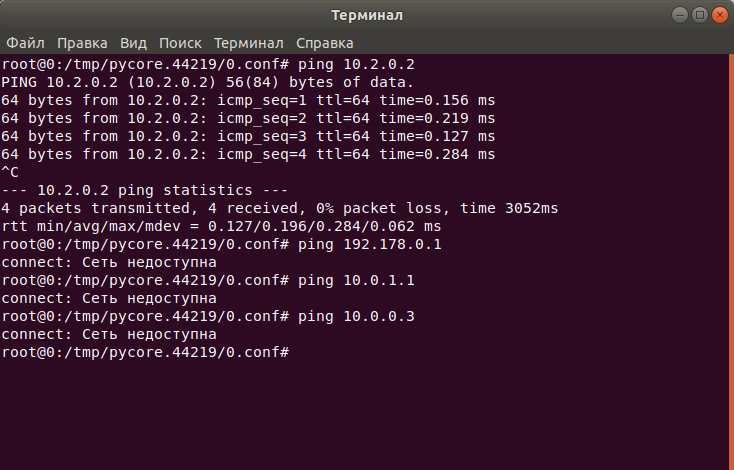 Терминал
Файл Правка Вид Поиск Терминал Справка
root@0:/tmp/pycore.44219/0.conf# ping 10.2.0.2
PING 10.2.0.2 (10.2.0.2) 56(84) bytes of data.
64 bytes from 10.2.0.2: icmp_seq=1 ttl=64 time=0.156 ms
64 bytes from 10.2.0.2: icmp_seq=2 ttl=64 time=0.219 ms
64 bytes from 10.2.0.2: icmp_seq=3 ttl=64 time=0.127 ms
64 bytes from 10.2.0.2: icmp_seq=4 ttl=64 time=0.284 ms
^C
--- 10.2.0.2 ping statistics ---
4 packets transmitted, 4 received, 0% packet loss, time 3052ms
rtt min/avg/max/mdev = 0.127/0.196/0.284/0.062 ms
root@0:/tmp/pycore.44219/0.conf# ping 192.178.0.1
connect: Сеть недоступна
root@0:/tmp/pycore.44219/0.conf# ping 10.0.1.1
connect: Сеть недоступна
root@0:/tmp/pycore.44219/0.conf# ping 10.0.0.3
connect: Сеть недоступна
root@0:/tmp/pycore.44219/0.conf#